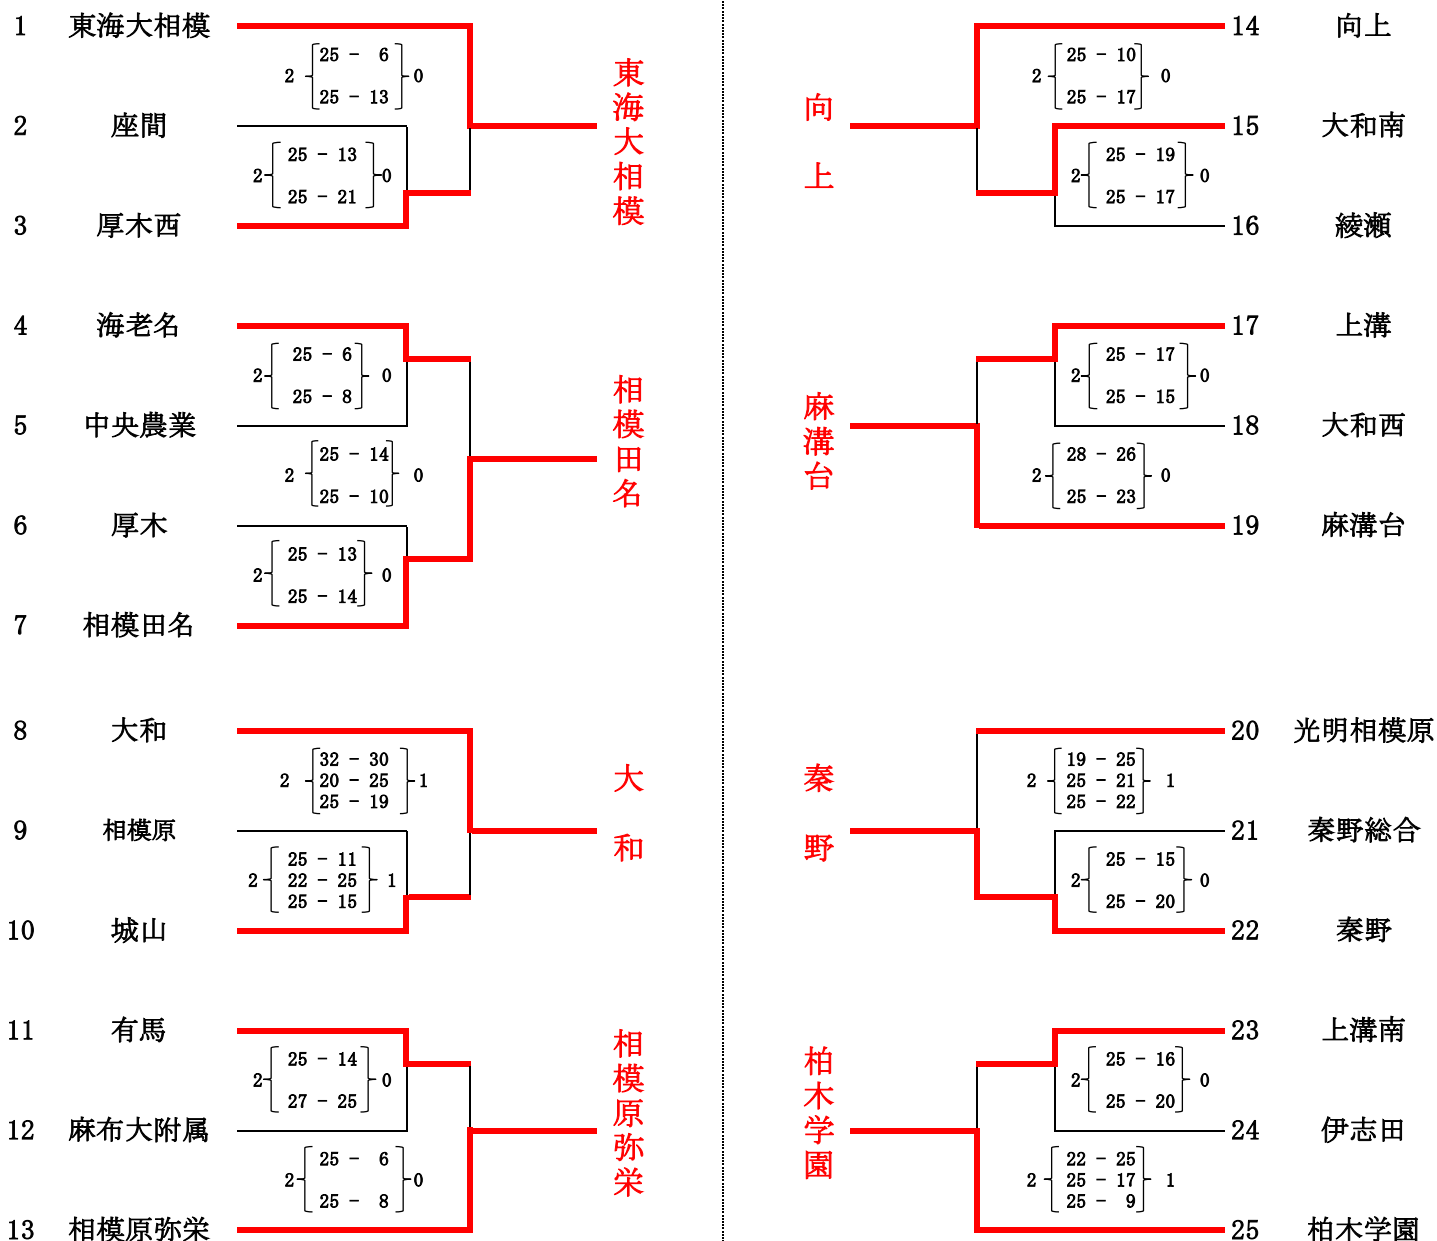 1 東海大相模
25 - 6
2 0
25 - 13
2 座間
25 - 13
2 0
25 - 21
3 厚木西
東海大相模
4 海老名
25 - 6
2 0
25 - 8
5 中央農業
25 - 14
2 0
25 - 10
6 厚木
25 - 13
2 0
25 - 14
7 相模田名
相模田名
8 大和
32 - 30
2 20 - 25 1
25 - 19
9 相模原
25 - 11
2 22 - 25 1
25 - 15
10 城山
大和
11 有馬
25 - 14
2 0
27 - 25
12 麻布大附属
25 - 6
2 0
25 - 8
13 相模原弥栄
相模原弥栄
14 向上
25 - 10
2 0
25 - 17
15 大和南
25 - 19
2 0
25 - 17
16 綾瀬
向上
17 上溝
25 - 17
2 0
25 - 15
18 大和西
28 - 26
2 0
25 - 23
19 麻溝台
麻溝台
20 光明相模原
19 - 25
2 25 - 21 1
25 - 22
21 秦野総合
25 - 15
2 0
25 - 20
22 秦野
秦野
23 上溝南
25 - 16
2 0
25 - 20
24 伊志田
22 - 25
2 25 - 17 1
25 - 9
25 柏木学園
柏木学園